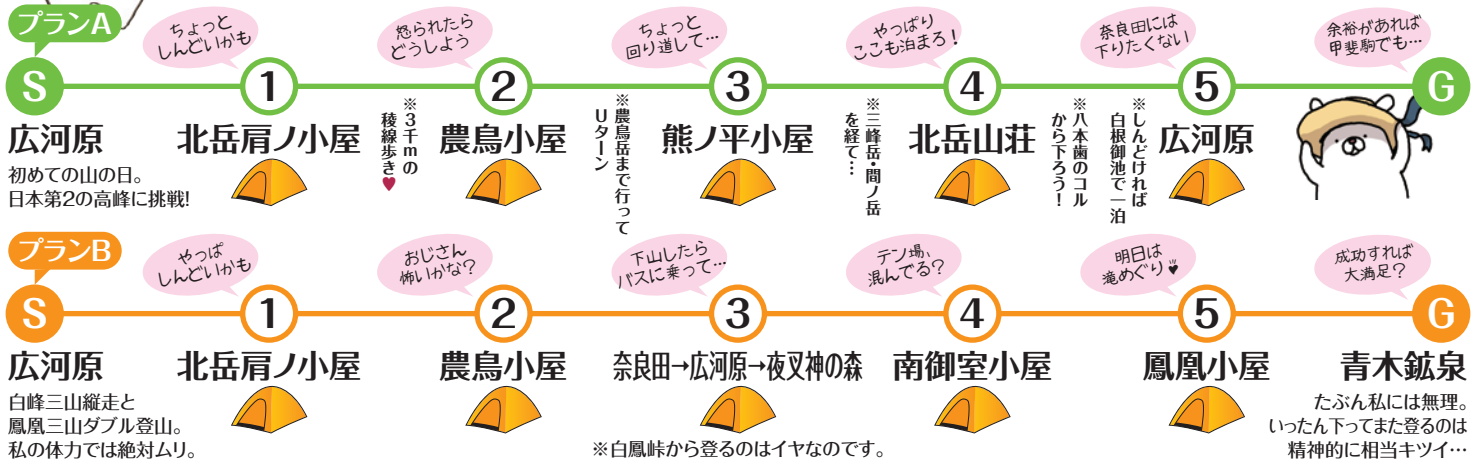 プランA
ちょっと
しんどいかも
怒られたら
どうしよう
ちょっと
回り道して…
やっぱり
ここも泊まろ！
奈良田には
下りたくない
余裕があれば
甲斐駒でも…
S
1
2
3
4
5
G
広河原
初めての山の日。
日本第2の高峰に挑戦!
北岳肩ノ小屋
※3千mの
稜線歩き♥
農鳥小屋
※農鳥岳まで行って
Uターン
熊ノ平小屋
※三峰岳・間ノ岳
を経て…
北岳山荘
※八本歯のコル
から下ろう！
※しんどければ
白根御池で一泊
広河原
プランB
やっぱ
しんどいかも
おじさん
怖いかな？
下山したら
バスに乗って…
テン場、
混んでる？
明日は
滝めぐり♥
成功すれば
大満足？
S
1
2
3
4
5
G
広河原
白峰三山縦走と
鳳凰三山ダブル登山。
私の体力では絶対ムリ。
北岳肩ノ小屋
農鳥小屋
奈良田→広河原→夜叉神の森
※白鳳峠から登るのはイヤなのです。
南御室小屋
鳳凰小屋
青木鉱泉
たぶん私には無理。
いったん下ってまた登るのは
精神的に相当キツイ…